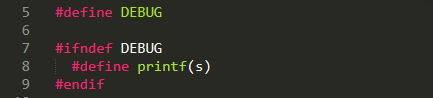 5 #define DEBUG
6
7 #ifndef DEBUG
8   #define printf(s)
9 #endif